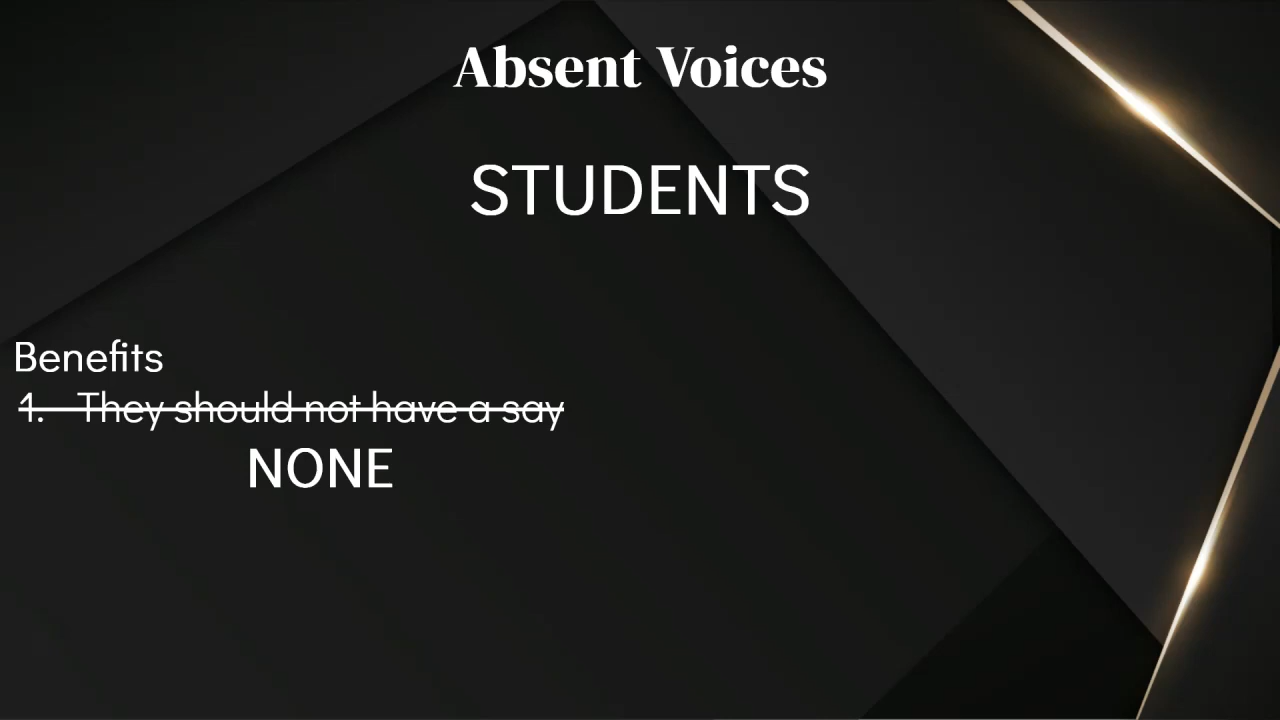 Absent Voices
STUDENTS
Benefits
1. They should not have a say
NONE